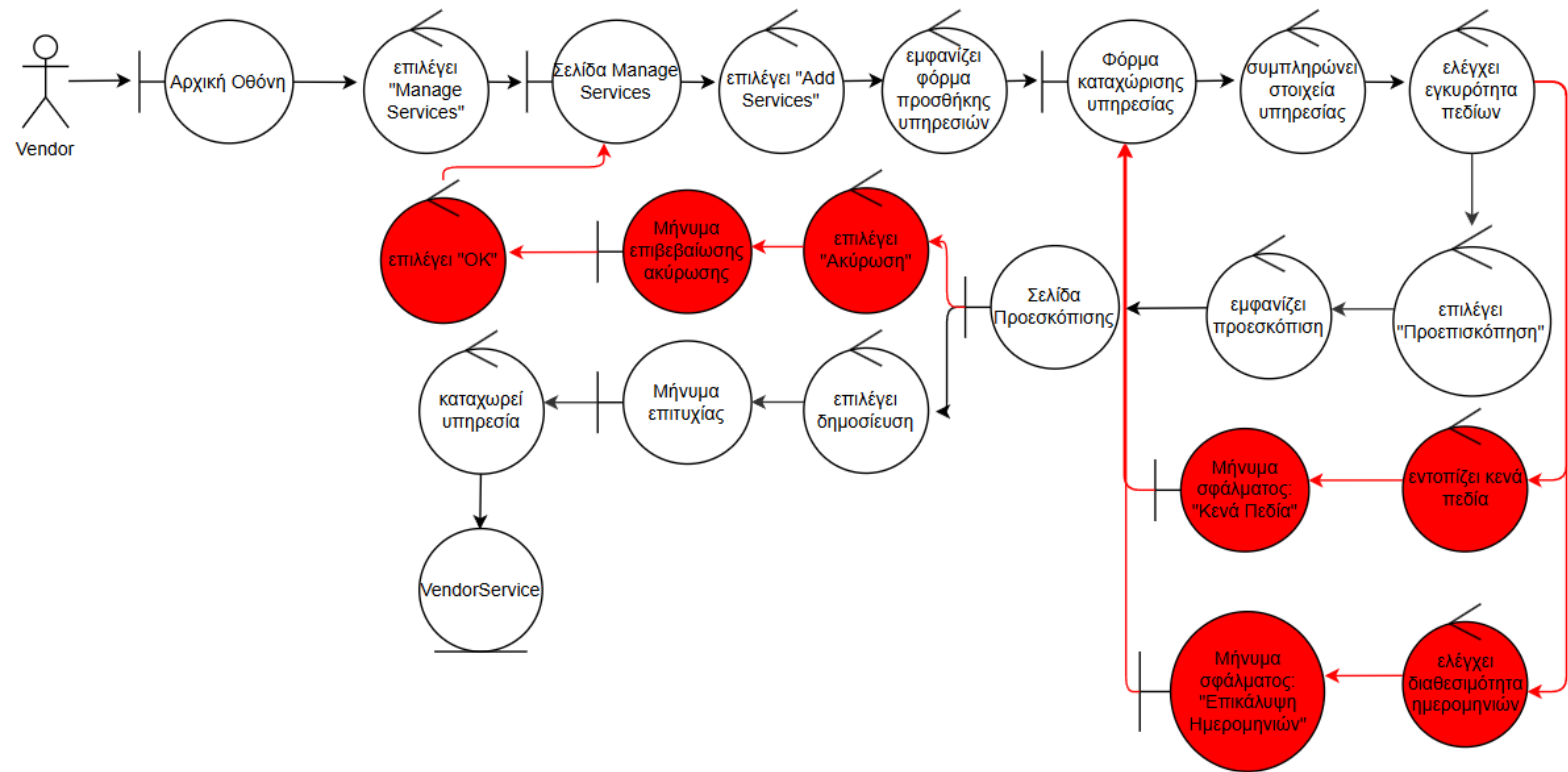 Vendor
Αρχική Οθόνη
επιλέγει
"Manage
Services"
Σελίδα Manage
Services
επιλέγει "Add
Services"
εμφανίζει
φόρμα
προσθήκης
υπηρεσιών
Φόρμα
καταχώρισης
υπηρεσίας
συμπληρώνει
στοιχεία
υπηρεσίας
ελέγχει
εγκυρότητα
πεδίων
επιλέγει "OK"
Μήνυμα
επιβεβαίωσης
ακύρωσης
επιλέγει
"Ακύρωση"
Σελίδα
Προεσκόπισης
εμφανίζει
προεσκόπιση
επιλέγει
"Προεπισκόπηση"
καταχωρεί
υπηρεσία
Μήνυμα
επιτυχίας
επιλέγει
δημοσίευση
Μήνυμα
σφάλματος:
"Κενά Πεδία"
εντοπίζει κενά
πεδία
VendorService
Μήνυμα
σφάλματος:
"Επικάλυψη
Ημερομηνιών"
ελέγχει
διαθεσιμότητα
ημερομηνιών